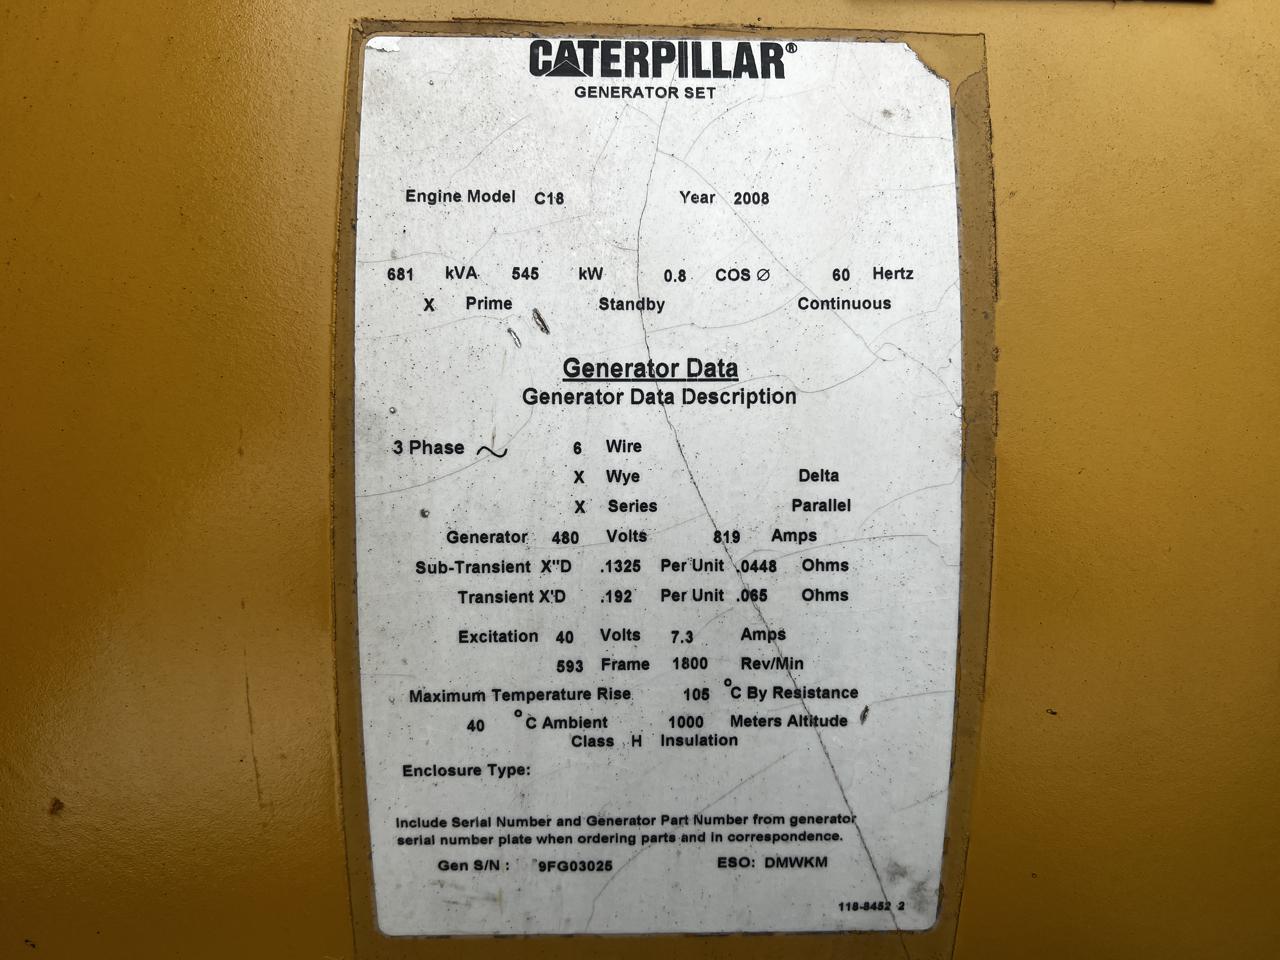 CATERPILLAR®
GENERATOR SET
Engine Model C18 Year 2008
681 kVA 545 kW 0.8 COS Ø 60 Hertz
X Prime Standby Continuous
Generator Data
Generator Data Description
3 Phase ~ 6 Wire
X Wye Delta
X Series Parallel
Generator 480 Volts 819 Amps
Sub-Transient X"D .1325 Per Unit .0448 Ohms
Transient X'D .192 Per Unit .065 Ohms
Excitation 40 Volts 7.3 Amps
593 Frame 1800 Rev/Min
Maximum Temperature Rise 105 °C By Resistance
40 °C Ambient 1000 Meters Altitude
Class H Insulation
Enclosure Type:
Include Serial Number and Generator Part Number from generator
serial number plate when ordering parts and in correspondence.
Gen S/N : 9FG03025 ESO: DMWKM
118-8452 2